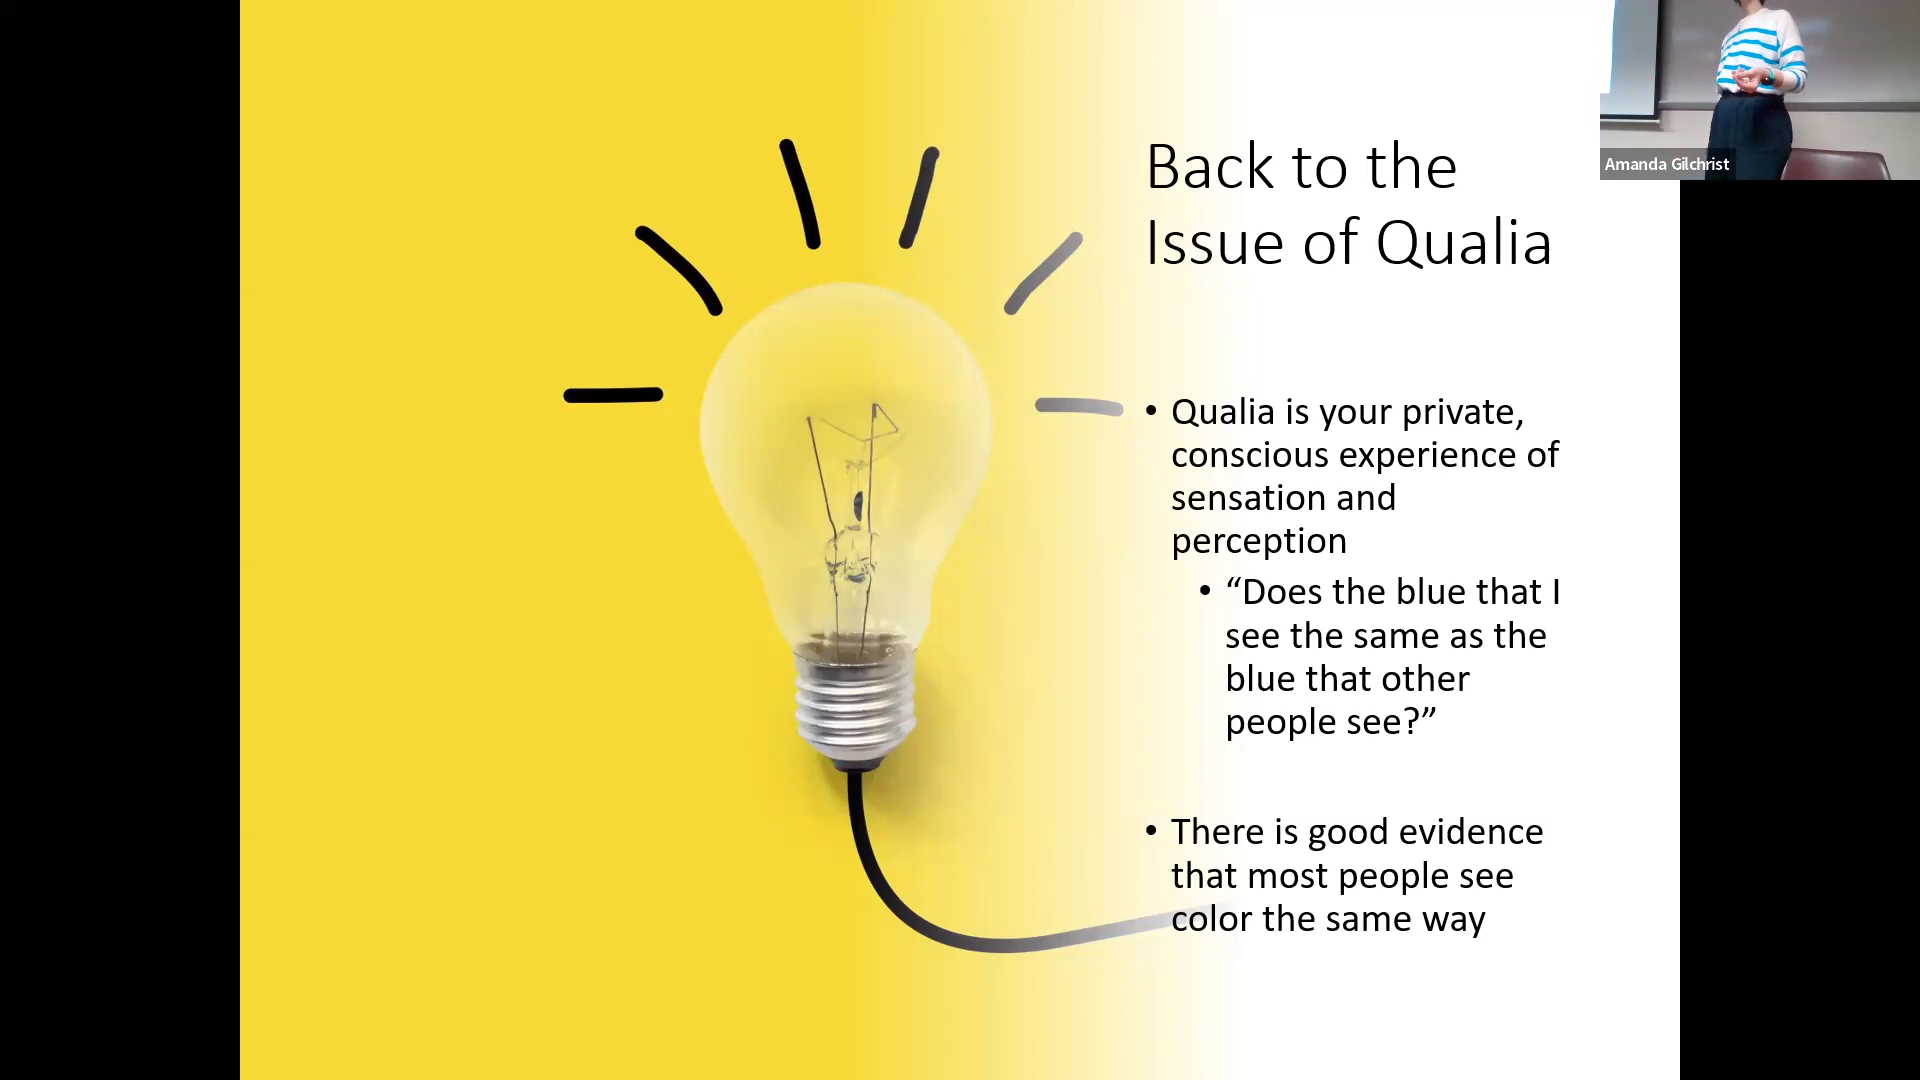 Back to the
Issue of Qualia
• Qualia is your private,
conscious experience of
sensation and
perception
• “Does the blue that I
see the same as the
blue that other
people see?”
• There is good evidence
that most people see
color the same way
Amanda Gilchrist